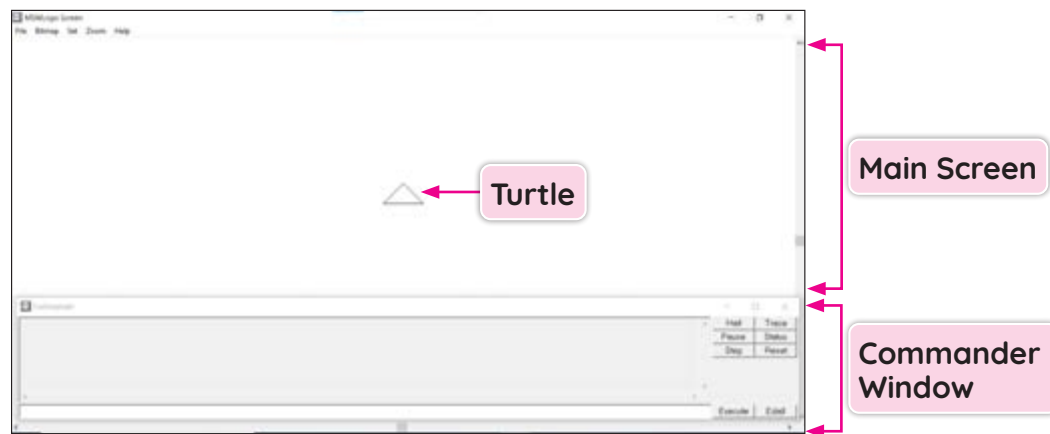 MSWLogo Screen
File Bitmap Set Zoom Help
Main Screen
Turtle
Commander
Halt Trace
Pause Status
Step Reset
Commander
Window
Execute Edall